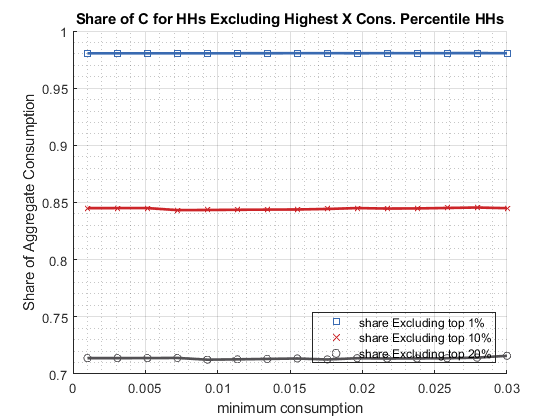 Share of C for HHs Excluding Highest X Cons. Percentile HHs
1
0.95
0.9
0.85
0.8
0.75
0.7
Share of Aggregate Consumption
share Excluding top 1%
share Excluding top 10%
share Excluding top 20%
0
0.005
0.01
0.015
0.02
0.025
0.03
minimum consumption